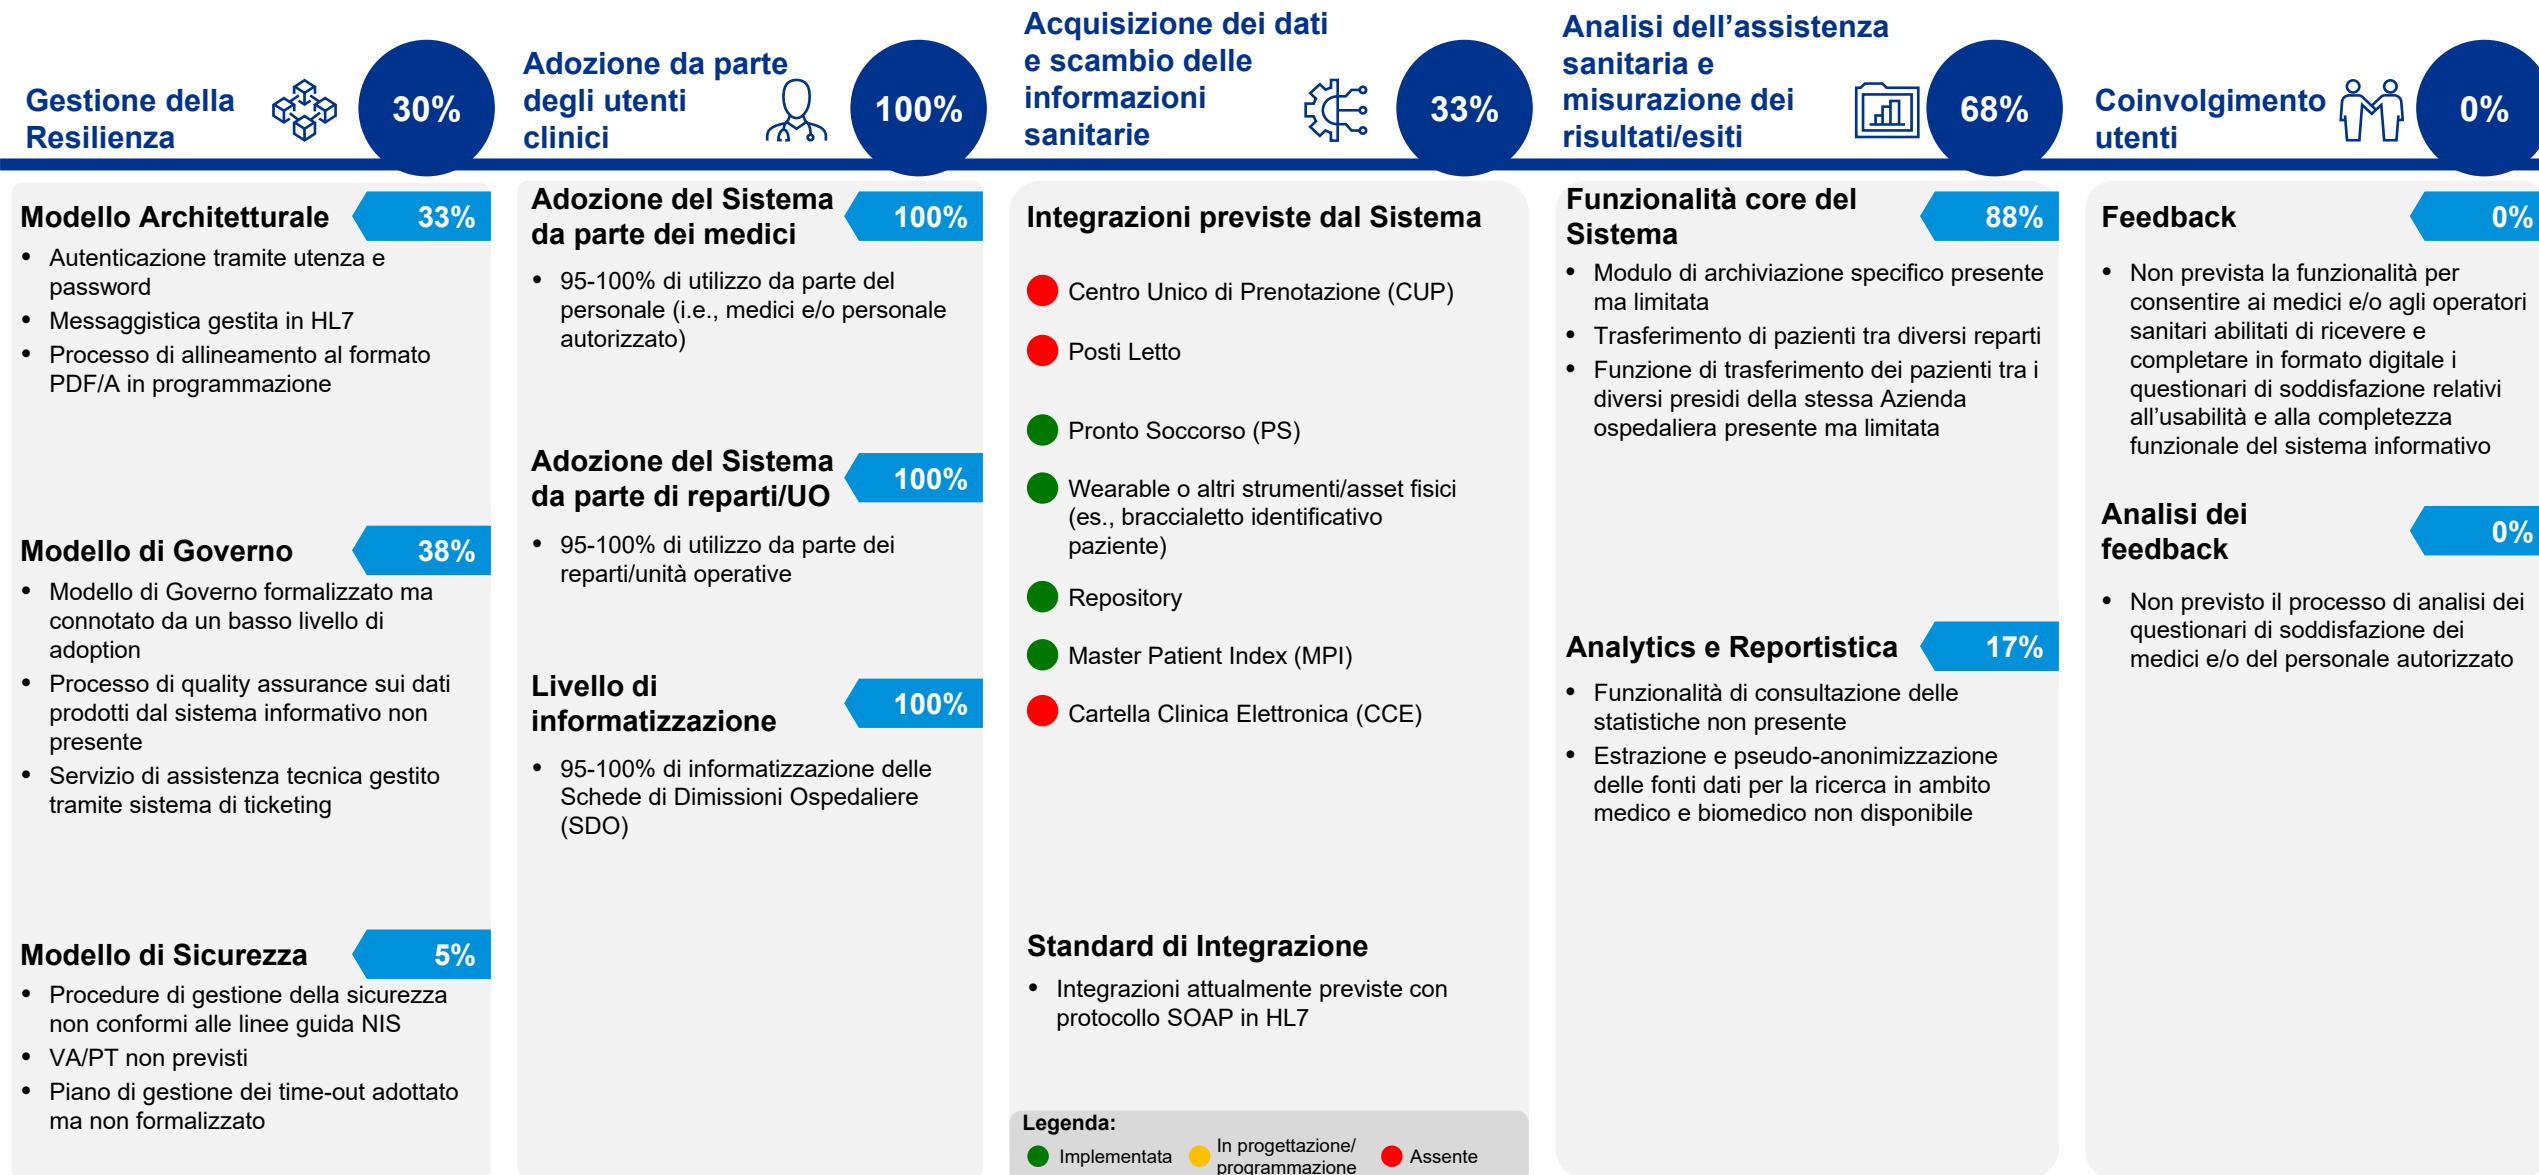 Gestione della
Resilienza
30%
Adozione da parte
degli utenti
clinici
100%
Acquisizione dei dati
e scambio delle
informazioni
sanitarie
33%
Analisi dell’assistenza
sanitaria e
misurazione dei
risultati/esiti
68%
Coinvolgimento
utenti
0%
Modello Architetturale
33%
• Autenticazione tramite utenza e
password
• Messaggistica gestita in HL7
• Processo di allineamento al formato
PDF/A in programmazione
Modello di Governo
38%
• Modello di Governo formalizzato ma
connotato da un basso livello di
adoption
• Processo di quality assurance sui dati
prodotti dal sistema informativo non
presente
• Servizio di assistenza tecnica gestito
tramite sistema di ticketing
Modello di Sicurezza
5%
• Procedure di gestione della sicurezza
non conformi alle linee guida NIS
• VA/PT non previsti
• Piano di gestione dei time-out adottato
ma non formalizzato
Adozione del Sistema
da parte dei medici
100%
• 95-100% di utilizzo da parte del
personale (i.e., medici e/o personale
autorizzato)
Adozione del Sistema
da parte di reparti/UO
100%
• 95-100% di utilizzo da parte dei
reparti/unità operative
Livello di
informatizzazione
100%
• 95-100% di informatizzazione delle
Schede di Dimissioni Ospedaliere
(SDO)
Integrazioni previste dal Sistema
Centro Unico di Prenotazione (CUP)
Posti Letto
Pronto Soccorso (PS)
Wearable o altri strumenti/asset fisici
(es., braccialetto identificativo
paziente)
Repository
Master Patient Index (MPI)
Cartella Clinica Elettronica (CCE)
Standard di Integrazione
• Integrazioni attualmente previste con
protocollo SOAP in HL7
Legenda:
Implementata
In progettazione/
programmazione
Assente
Funzionalità core del
Sistema
88%
• Modulo di archiviazione specifico presente
ma limitata
• Trasferimento di pazienti tra diversi reparti
• Funzione di trasferimento dei pazienti tra i
diversi presidi della stessa Azienda
ospedaliera presente ma limitata
Analytics e Reportistica
17%
• Funzionalità di consultazione delle
statistiche non presente
• Estrazione e pseudo-anonimizzazione
delle fonti dati per la ricerca in ambito
medico e biomedico non disponibile
Feedback
0%
• Non prevista la funzionalità per
consentire ai medici e/o agli operatori
sanitari abilitati di ricevere e
completare in formato digitale i
questionari di soddisfazione relativi
all’usabilità e alla completezza
funzionale del sistema informativo
Analisi dei
feedback
0%
• Non previsto il processo di analisi dei
questionari di soddisfazione dei
medici e/o del personale autorizzato